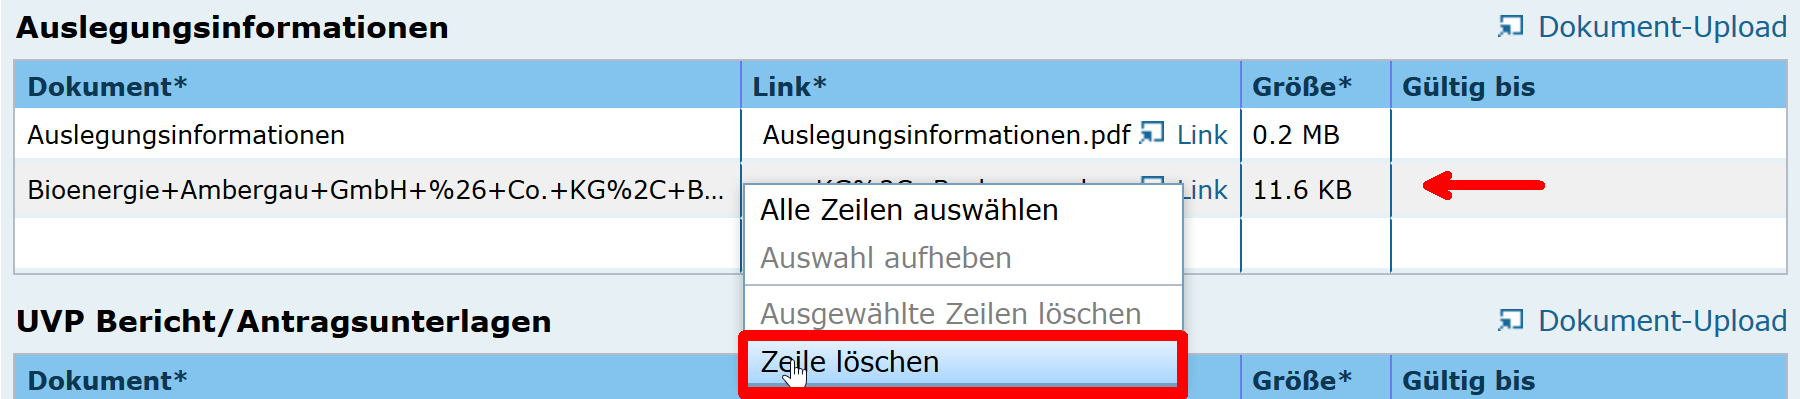 Auslegungsinformationen Dokument-Upload
Dokument* Link* Größe* Gültig bis
Auslegungsinformationen Auslegungsinformationen.pdf Link 0.2 MB
Bioenergie+Ambergau+GmbH+%26+Co.+KG%2C+B... Link 11.6 KB
Alle Zeilen auswählen
Auswahl aufheben
Ausgewählte Zeilen löschen
UVP Bericht/Antragsunterlagen Dokument-Upload
Zeile löschen
Dokument* Größe* Gültig bis